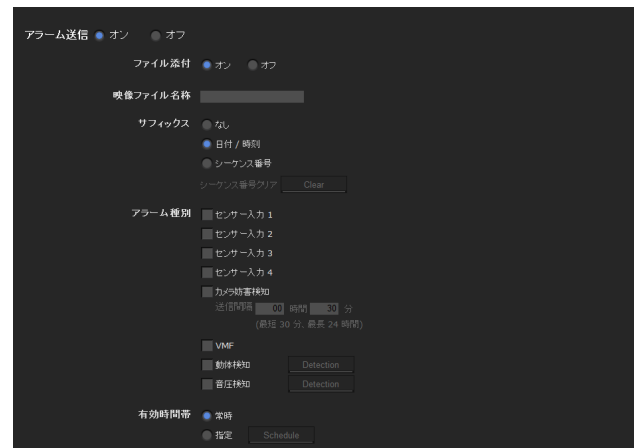 アラーム送信 オン オフ
ファイル添付 オン オフ
映像ファイル名称
サフィックス なし
日付 / 時刻
シーケンス番号
シーケンス番号クリア Clear
アラーム種別 センサー入力 1
センサー入力 2
センサー入力 3
センサー入力 4
カメラ妨害検知
送信間隔 00 時間 30 分
(最短 30 分、最長 24 時間)
VMF
動体検知 Detection
音圧検知 Detection
有効時間帯 常時
指定 Schedule